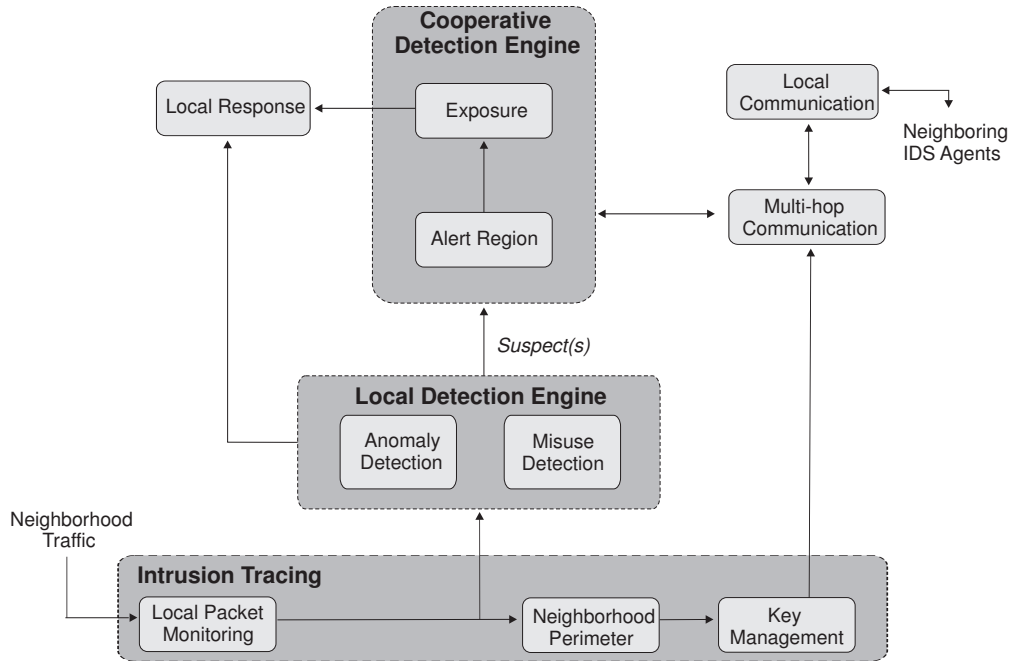 Cooperative
Detection Engine
Local Response
Exposure
Local
Communication
Neighboring
IDS Agents
Alert Region
Multi-hop
Communication
Suspect(s)
Local Detection Engine
Anomaly
Detection
Misuse
Detection
Neighborhood
Traffic
Intrusion Tracing
Local Packet
Monitoring
Neighborhood
Perimeter
Key
Management